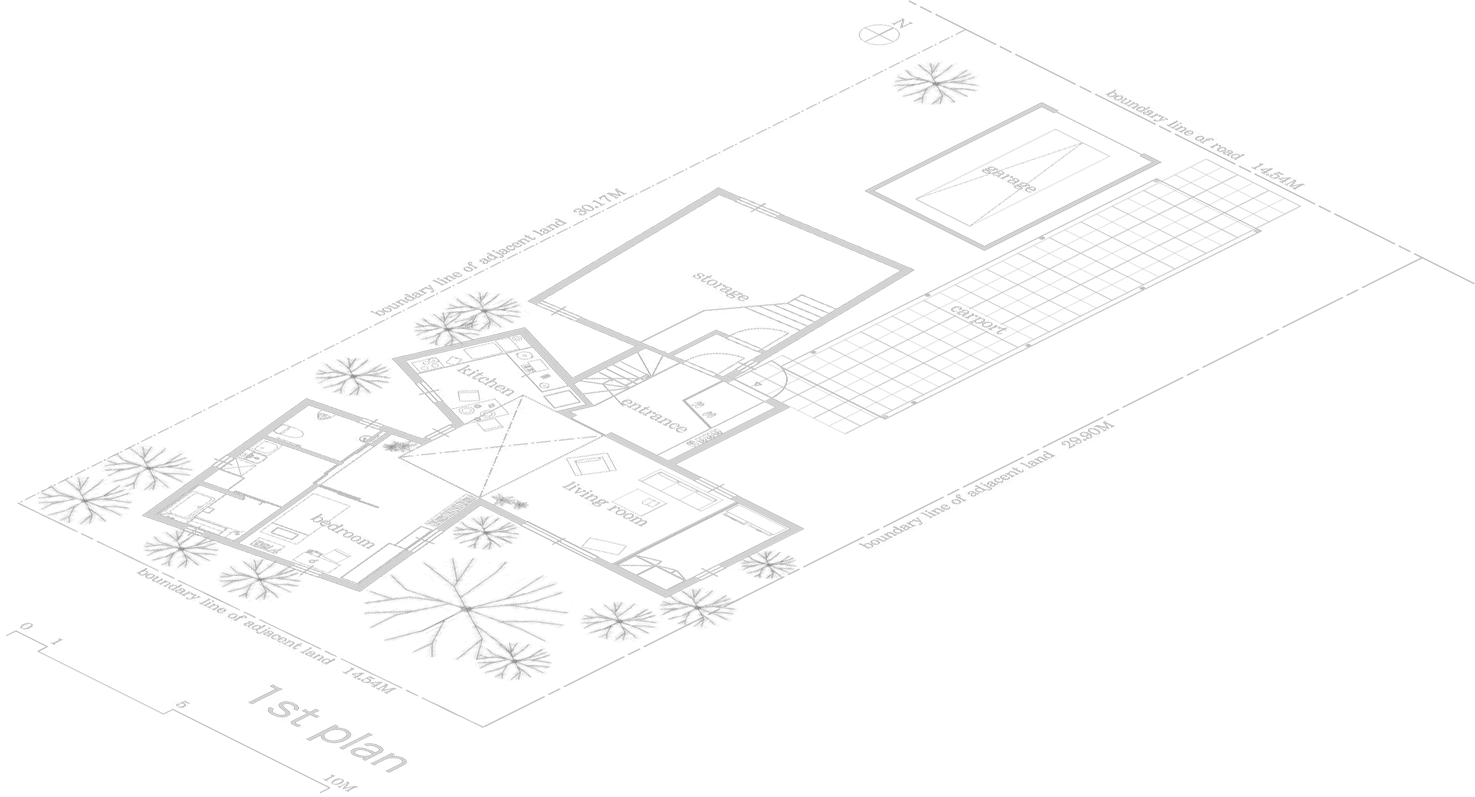 N
boundary line of road 14.54M
garage
boundary line of adjacent land 30.17M
storage
carport
kitchen
entrance
living room
bedroom
boundary line of adjacent land 29.90M
boundary line of adjacent land 14.54M
0 1 5 10M
1st plan